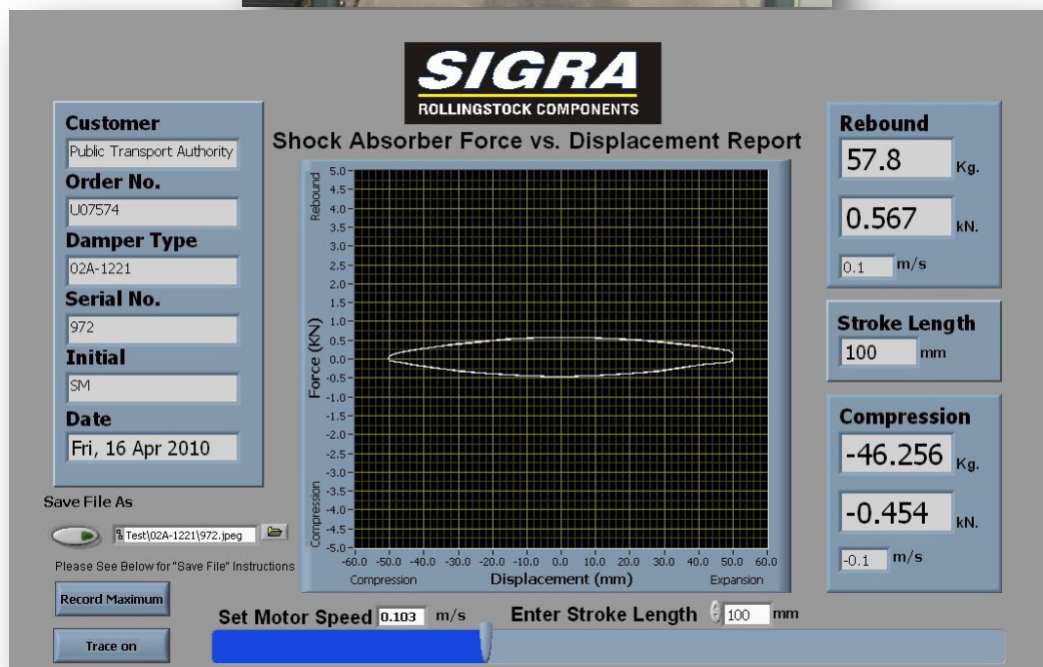 SIGRA
ROLLINGSTOCK COMPONENTS
Shock Absorber Force vs. Displacement Report
Customer
Public Transport Authority
Order No.
U07574
Damper Type
02A-1221
Serial No.
972
Initial
SM
Date
Fri, 16 Apr 2010
Save File As
Test\02A-1221\972.jpeg
Please See Below for "Save File" Instructions
Record Maximum
Trace on
Rebound
Force (KN)
Compression
5.0
4.5
4.0
3.5
3.0
2.5
2.0
1.5
1.0
0.5
0.0
-0.5
-1.0
-1.5
-2.0
-2.5
-3.0
-3.5
-4.0
-4.5
-5.0
-60.0 -50.0 -40.0 -30.0 -20.0 -10.0 0.0 10.0 20.0 30.0 40.0 50.0 60.0
Compression Displacement (mm) Expansion
Set Motor Speed 0.103 m/s Enter Stroke Length 100 mm
Rebound
57.8 Kg.
0.567 kN.
0.1 m/s
Stroke Length
100 mm
Compression
-46.256 Kg.
-0.454 kN.
-0.1 m/s